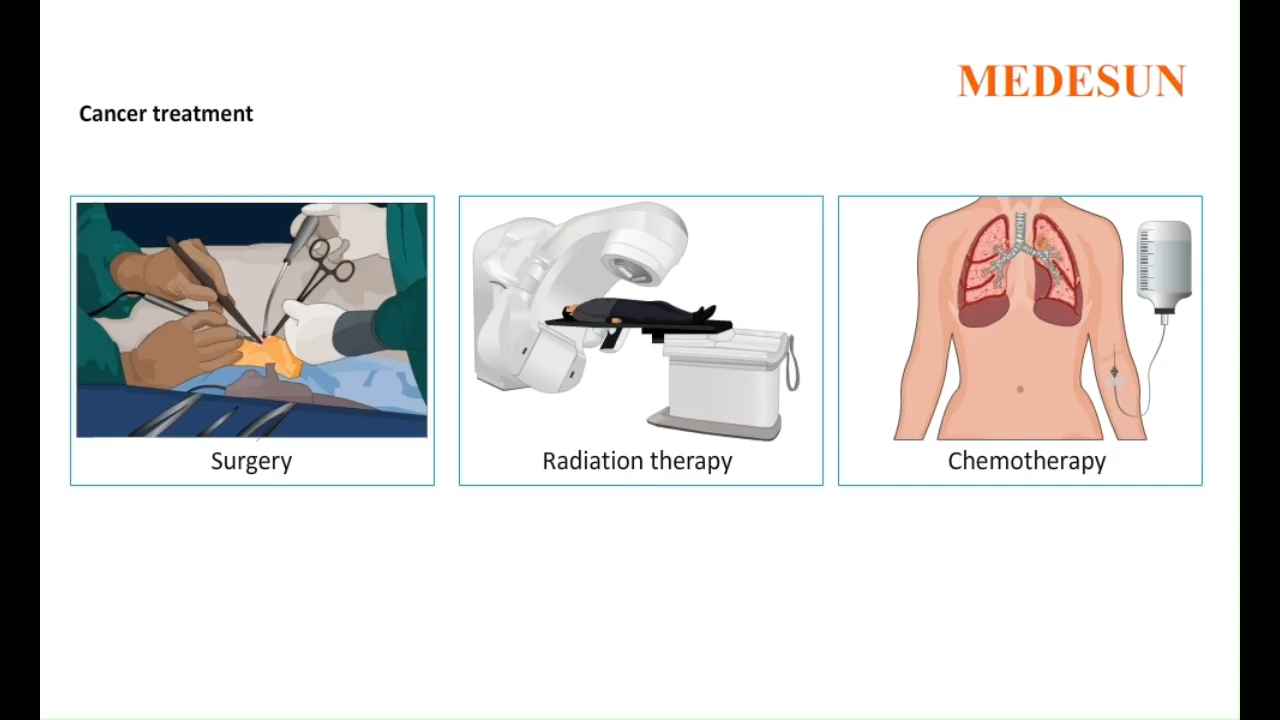 MEDESUN
Cancer treatment
Surgery
Radiation therapy
Chemotherapy